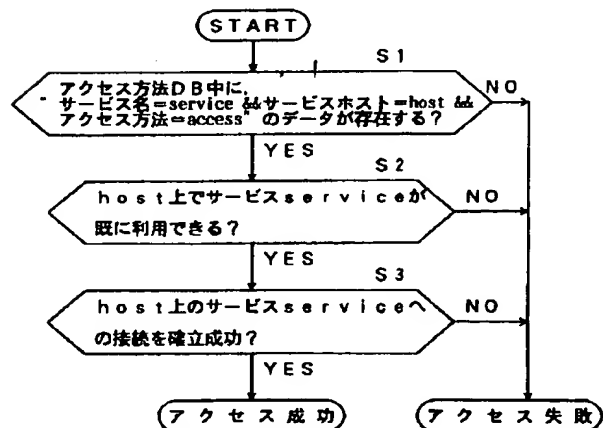 START
S1
アクセス方法DB中に,
"サービス名=service &&サービスホスト=host &&
アクセス方法=access" のデータが存在する?
NO
YES
S2
host上でサービスserviceが
既に利用できる?
NO
YES
S3
host上のサービスserviceへ
の接続を確立成功?
NO
YES
アクセス成功
アクセス失敗